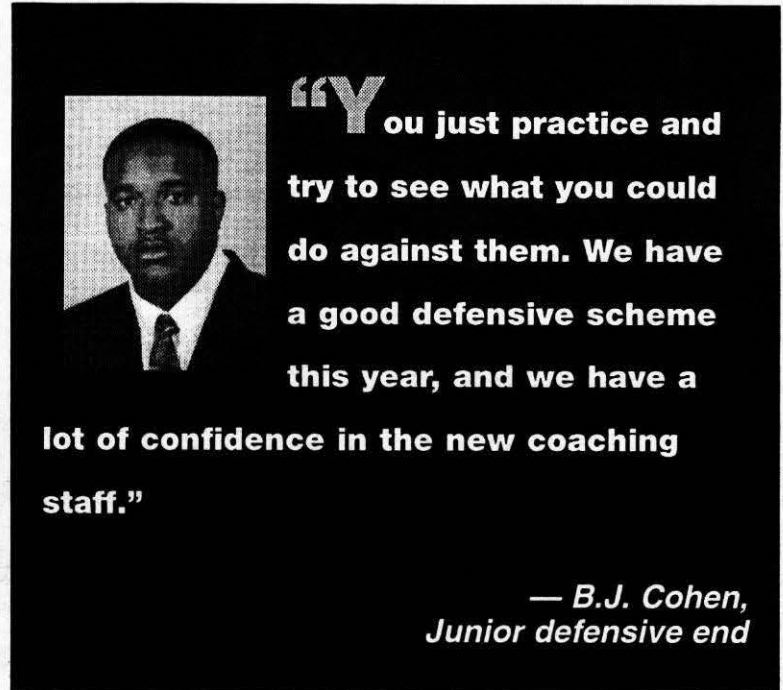 “You just practice and
try to see what you could
do against them. We have
a good defensive scheme
this year, and we have a
lot of confidence in the new coaching
staff.”
— B.J. Cohen,
Junior defensive end